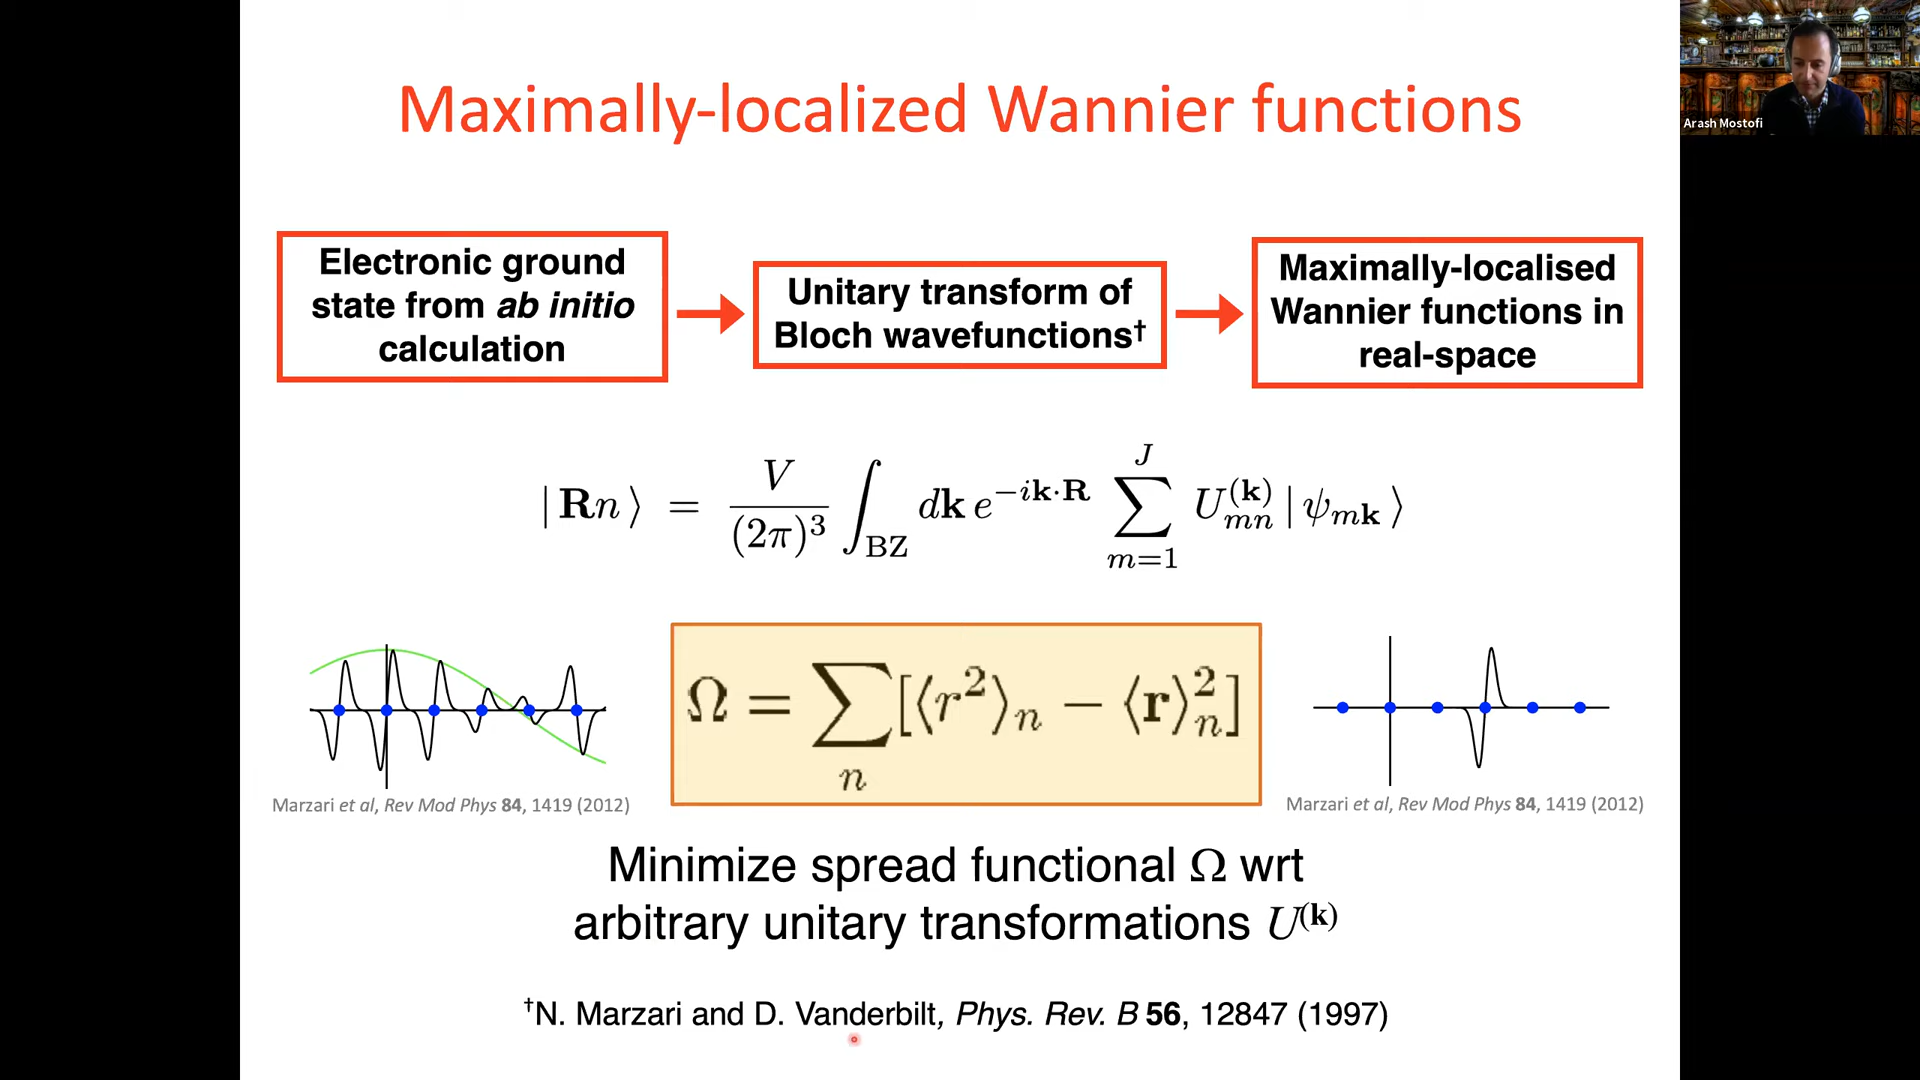 Maximally-localized Wannier functions
Arash Mostofi
Electronic ground
state from ab initio
calculation
Unitary transform of
Bloch wavefunctions†
Maximally-localised
Wannier functions in
real-space
| Rn ⟩ = V/(2π)³ ∫_BZ dk e^{−ik·R} ∑_{m=1}^{J} U_{mn}^{(k)} | ψ_{mk} ⟩
Ω = ∑_n [⟨r²⟩_n − ⟨r⟩²_n]
Marzari et al, Rev Mod Phys 84, 1419 (2012)
Marzari et al, Rev Mod Phys 84, 1419 (2012)
Minimize spread functional Ω wrt
arbitrary unitary transformations U^(k)
†N. Marzari and D. Vanderbilt, Phys. Rev. B 56, 12847 (1997)